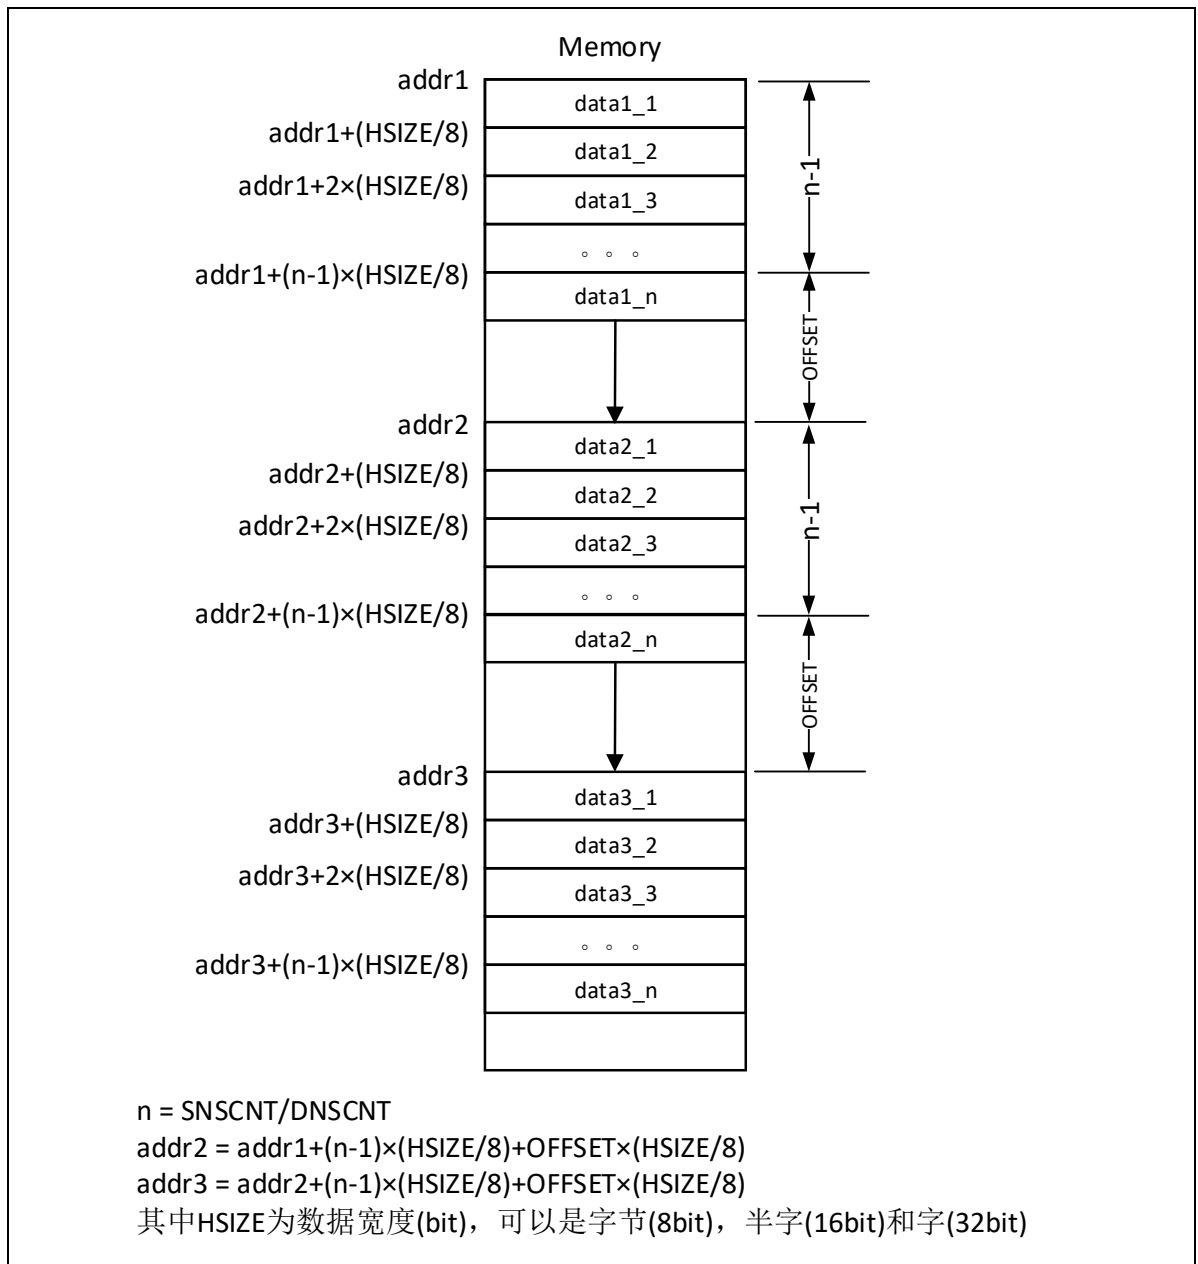 Memory
addr1
data1_1
addr1+(HSIZE/8)
data1_2
addr1+2×(HSIZE/8)
data1_3
n-1
。。。
addr1+(n-1)×(HSIZE/8)
data1_n
OFFSET
addr2
data2_1
addr2+(HSIZE/8)
data2_2
addr2+2×(HSIZE/8)
data2_3
n-1
。。。
addr2+(n-1)×(HSIZE/8)
data2_n
OFFSET
addr3
data3_1
addr3+(HSIZE/8)
data3_2
addr3+2×(HSIZE/8)
data3_3
。。。
addr3+(n-1)×(HSIZE/8)
data3_n
n = SNSCNT/DNSCNT
addr2 = addr1+(n-1)×(HSIZE/8)+OFFSET×(HSIZE/8)
addr3 = addr2+(n-1)×(HSIZE/8)+OFFSET×(HSIZE/8)
其中HSIZE为数据宽度(bit)，可以是字节(8bit)，半字(16bit)和字(32bit)